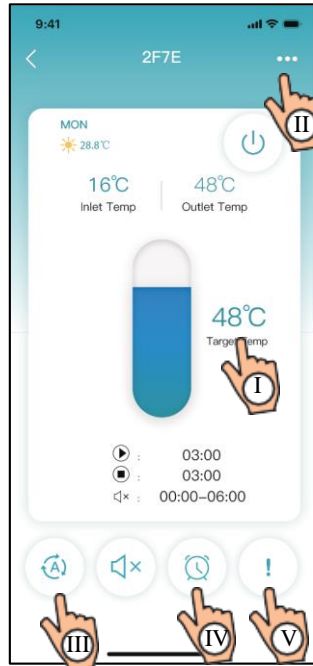 9:41
2F7E
II
MON
28.8℃
16℃ 48℃
Inlet Temp Outlet Temp
48℃
Target Temp
I
: 03:00
: 03:00
: 00:00–06:00
A !
III IV V